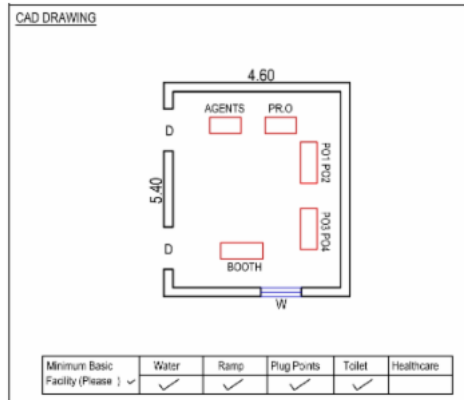 CAD DRAWING
4.60
AGENTS PR.O
D
PO1 PO2
5.40
PO3 PO4
D
BOOTH
W
Minimum Basic Water Ramp Plug Points Toilet Healthcare
Facility (Please ) ✓ ✓ ✓ ✓ ✓